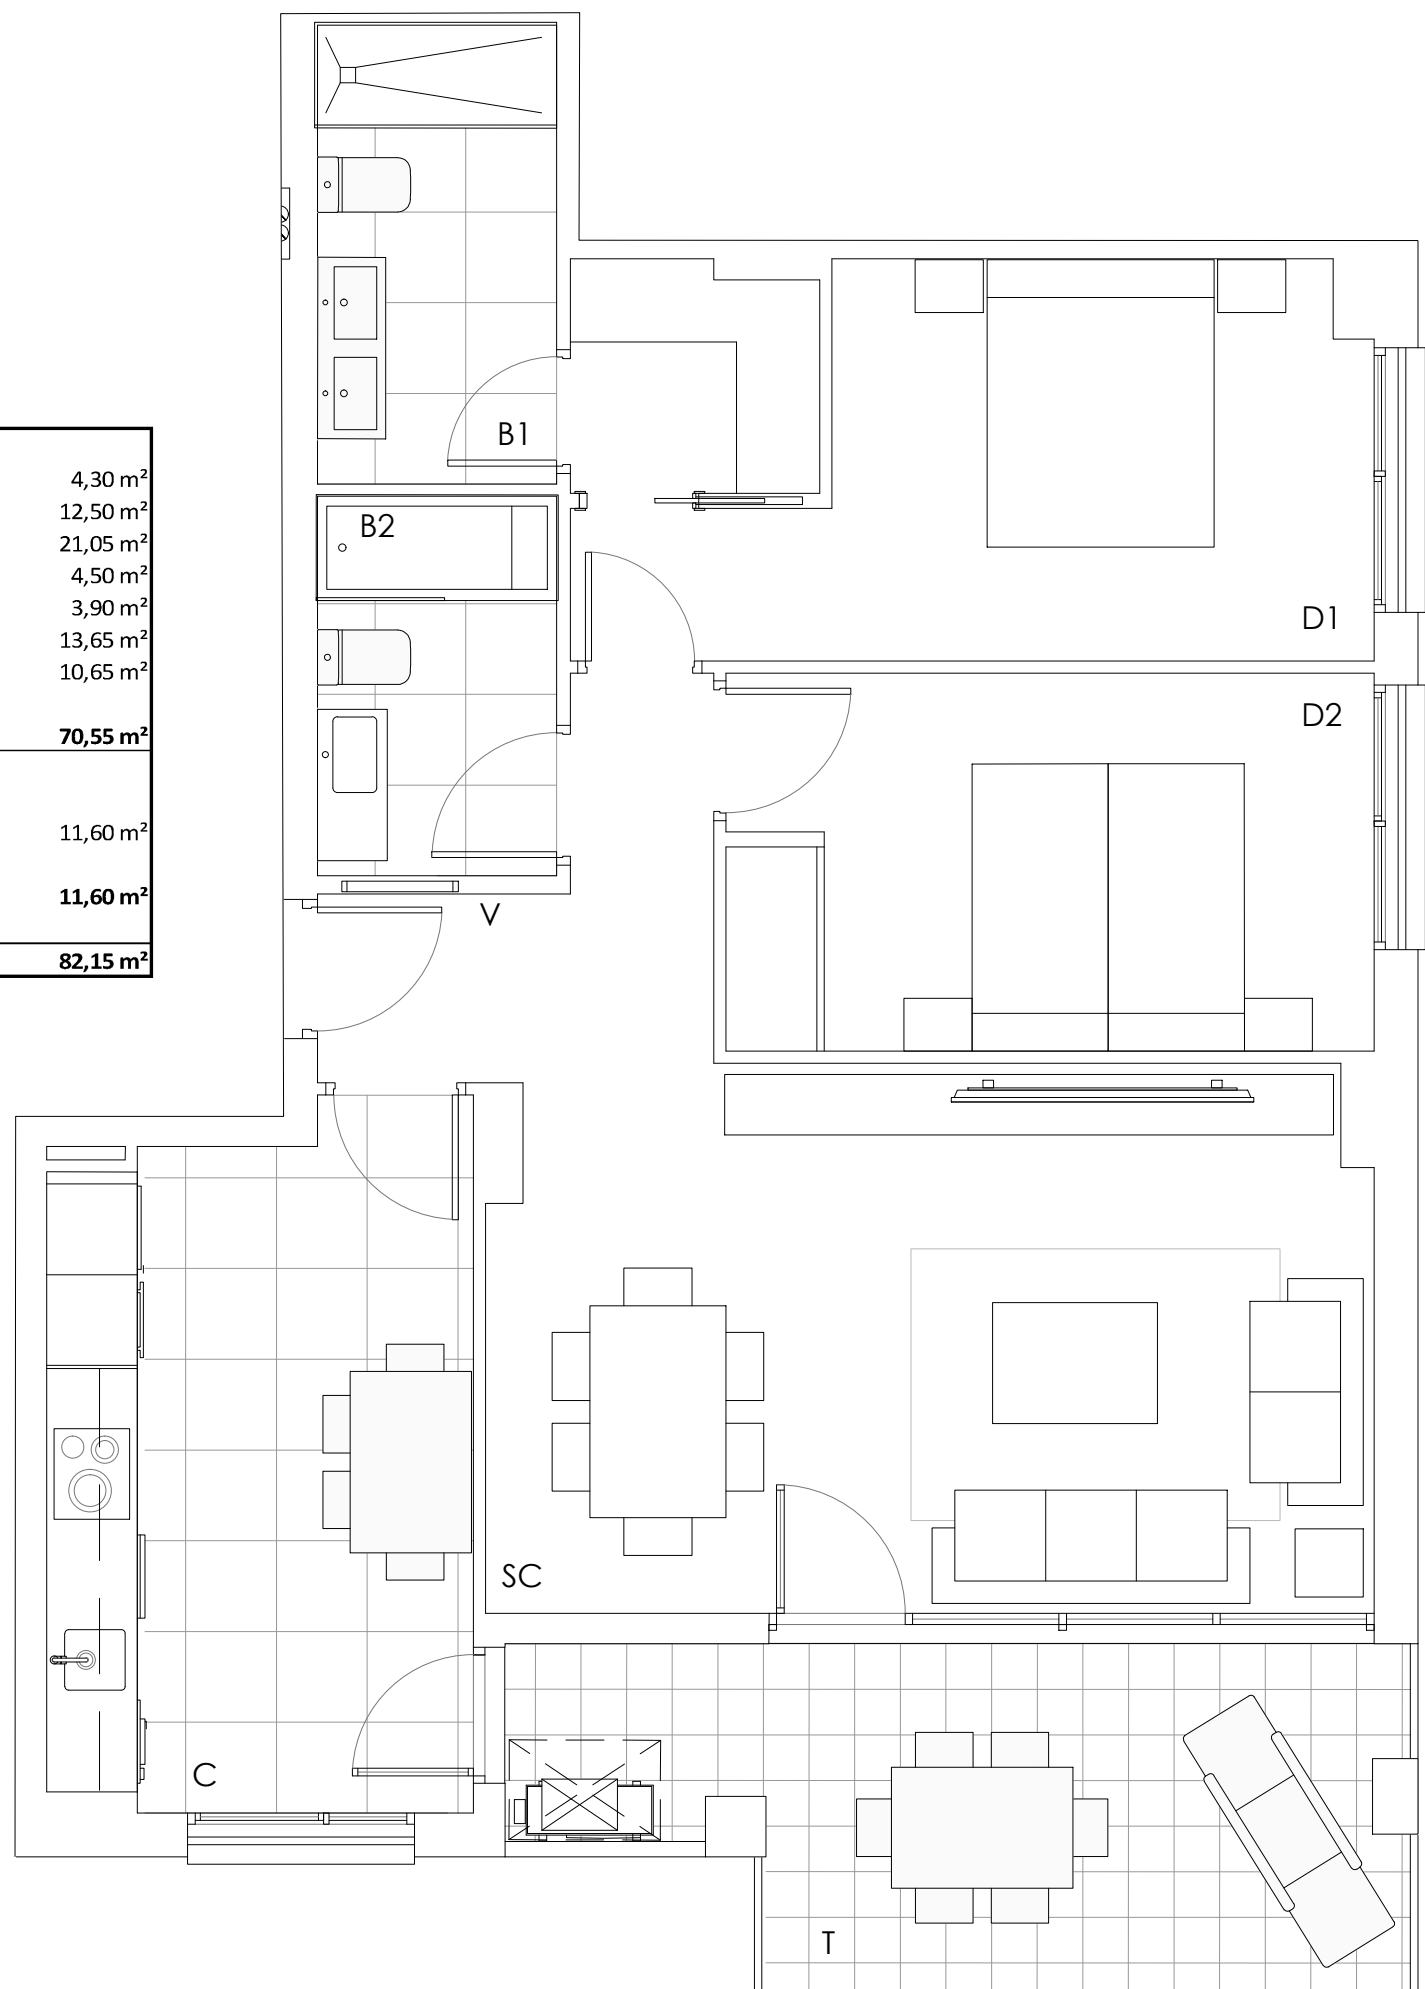 4,30 m²
12,50 m²
21,05 m²
4,50 m²
3,90 m²
13,65 m²
10,65 m²
70,55 m²
11,60 m²
11,60 m²
82,15 m²
B1
B2
D1
D2
V
SC
C
T